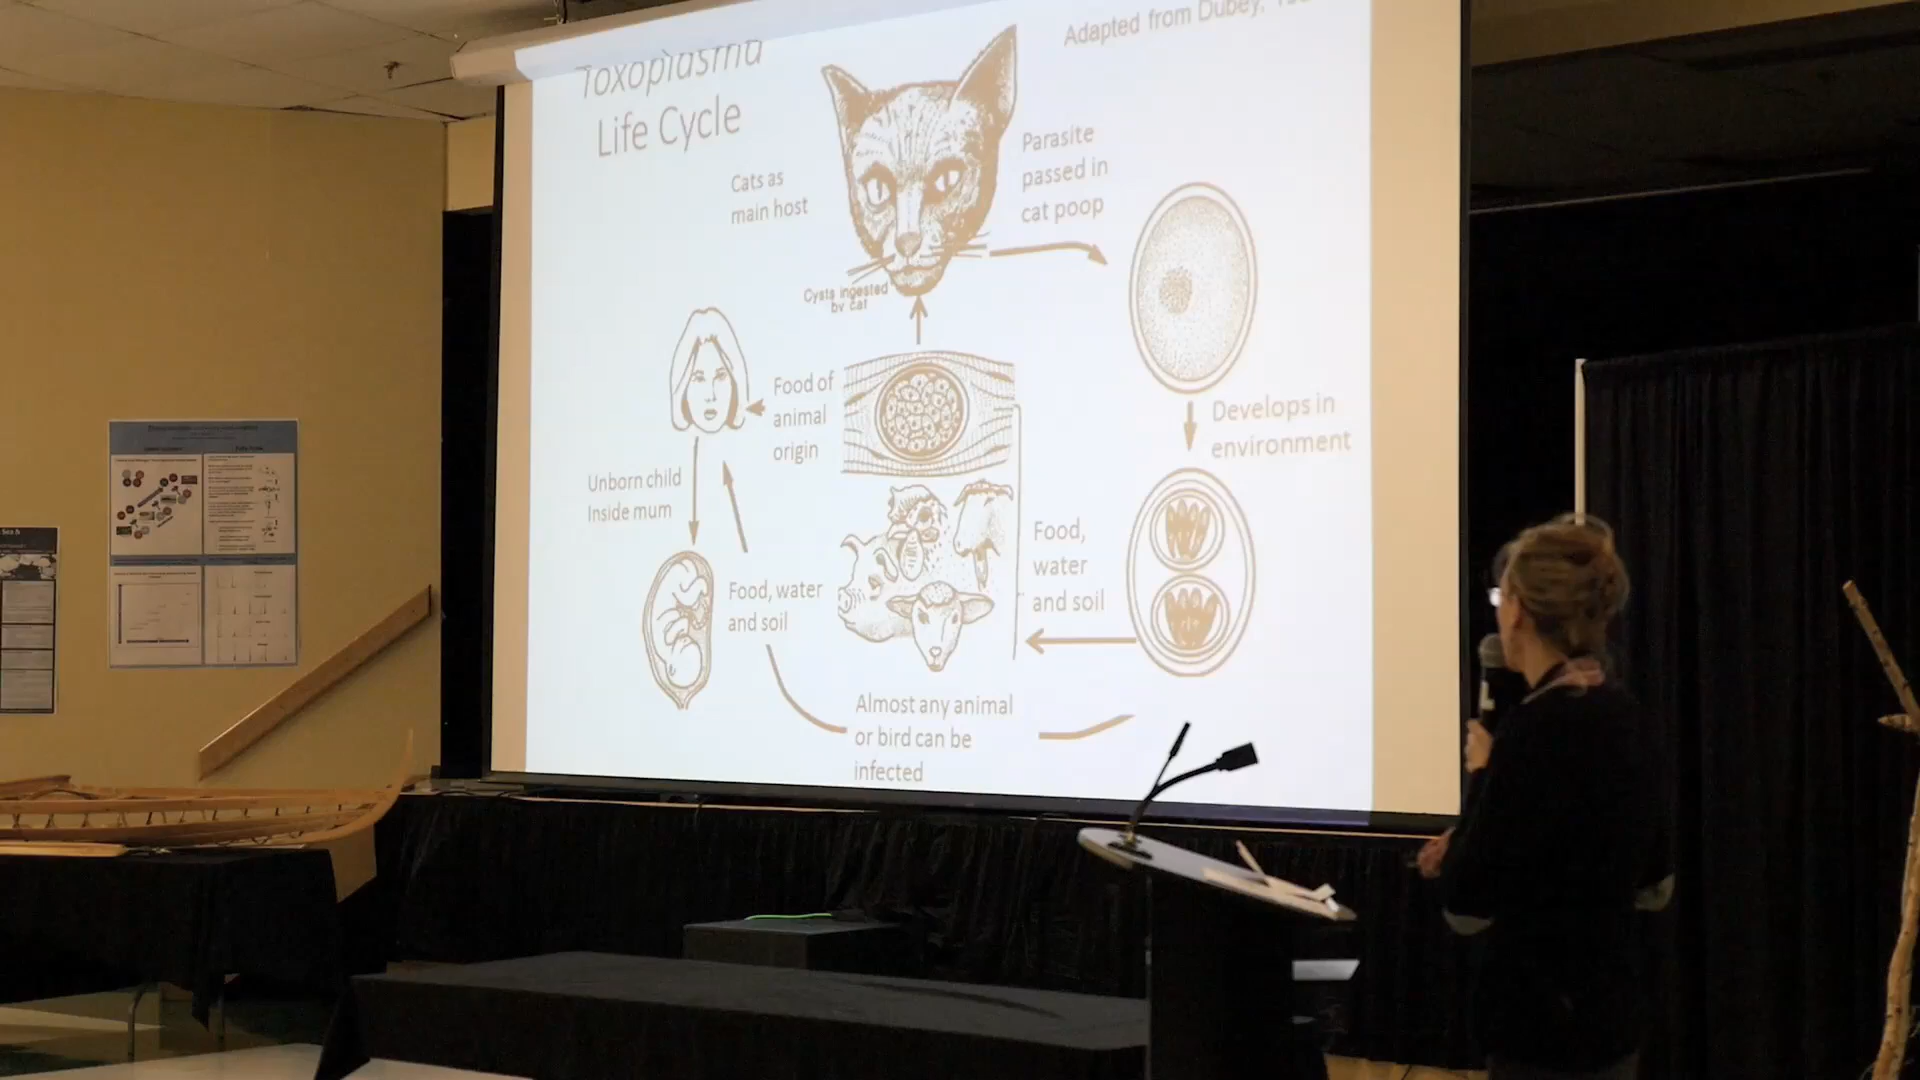 Toxoplasma
Life Cycle
Adapted from Dubey,
Cats as
main host
Parasite
passed in
cat poop
Cysts ingested
by cat
Food of
animal
origin
Develops in
environment
Unborn child
Inside mum
Food, water
and soil
Food,
water
and soil
Almost any animal
or bird can be
infected